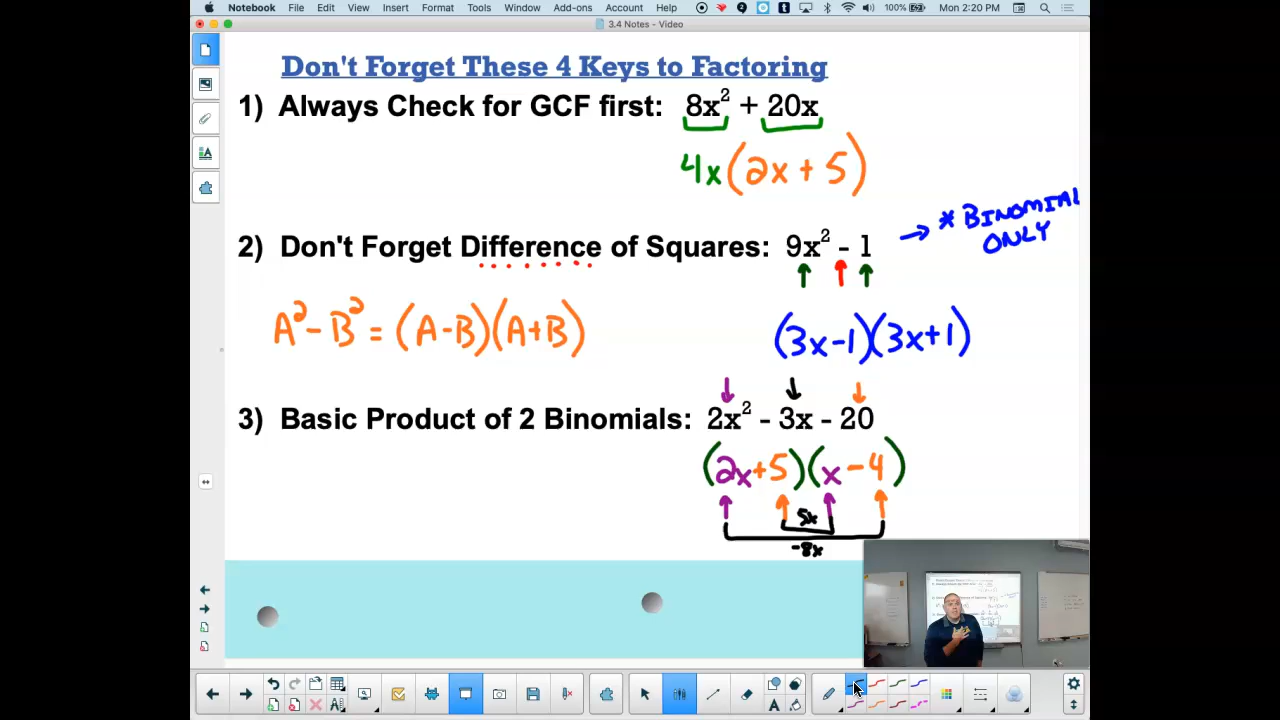 Notebook File Edit View Insert Format Tools Window Add-ons Account Help 100% Mon 2:20 PM
3.4 Notes - Video
Don't Forget These 4 Keys to Factoring
1) Always Check for GCF first: 8x² + 20x
4x(2x + 5)
→ * BINOMIAL
ONLY
2) Don't Forget Difference of Squares: 9x² - 1
A² - B² = (A-B)(A+B)
(3x-1)(3x+1)
3) Basic Product of 2 Binomials: 2x² - 3x - 20
(2x+5)(x-4)
5x
-8x